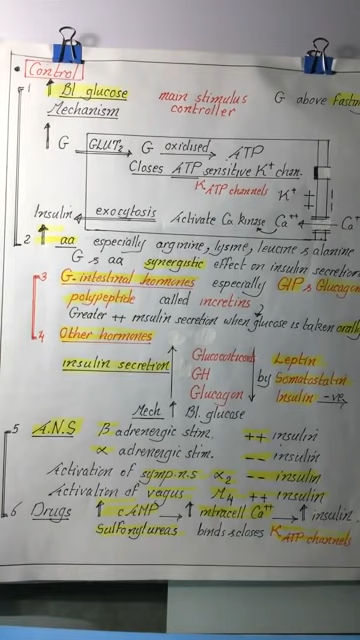 • Control
1 ↑ Bl glucose main stimulus G above fastin
Mechanism controller
↑ G GLUT2 G oxidised → ATP
Closes ATP sensitive K+ chan.
K ATP channels K+
Insulin ← exocytosis Activate Ca kinase Ca++ Ca+
2 ↑ aa especially arginine, lysine, leucine & alanine
G & aa synergistic effect on insulin secretion
3 G-intestinal hormones especially GIP & Glucagon
polypeptide called incretins
Greater ++ insulin secretion when glucose is taken orally
4 Other hormones
insulin secretion ↑ Glucocorticoids ↓ by Leptin
GH Somatostatin
Glucagon Insulin -ve
Mech ↑ Bl. glucose
5 A.N.S β adrenergic stim. ++ insulin
α adrenergic stim. -- insulin
Activation of symp.n.s α2 -- insulin
Activation of vagus M4 ++ insulin
6 Drugs ↑ cAMP → ↑ intracell Ca++ → ↑ insulin
Sulfonylureas binds & closes K ATP channels